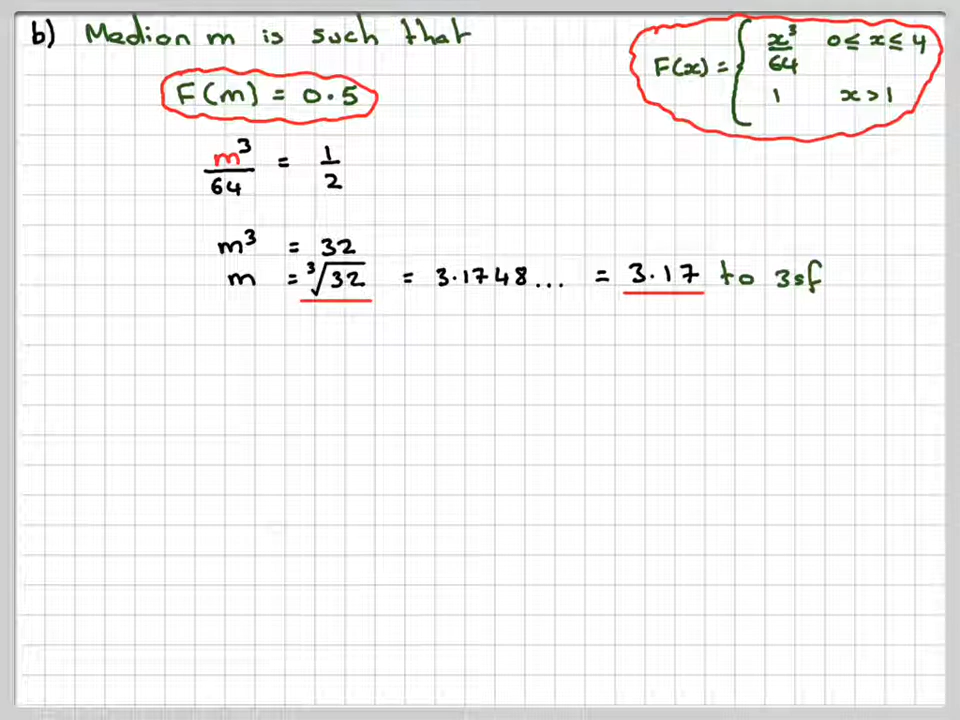 b) Median m is such that
F(x) = { x³/64 0 ≤ x ≤ 4
1 x > 1
F(m) = 0.5
m³/64 = 1/2
m³ = 32
m = ³√32 = 3.1748... = 3.17 to 3sf